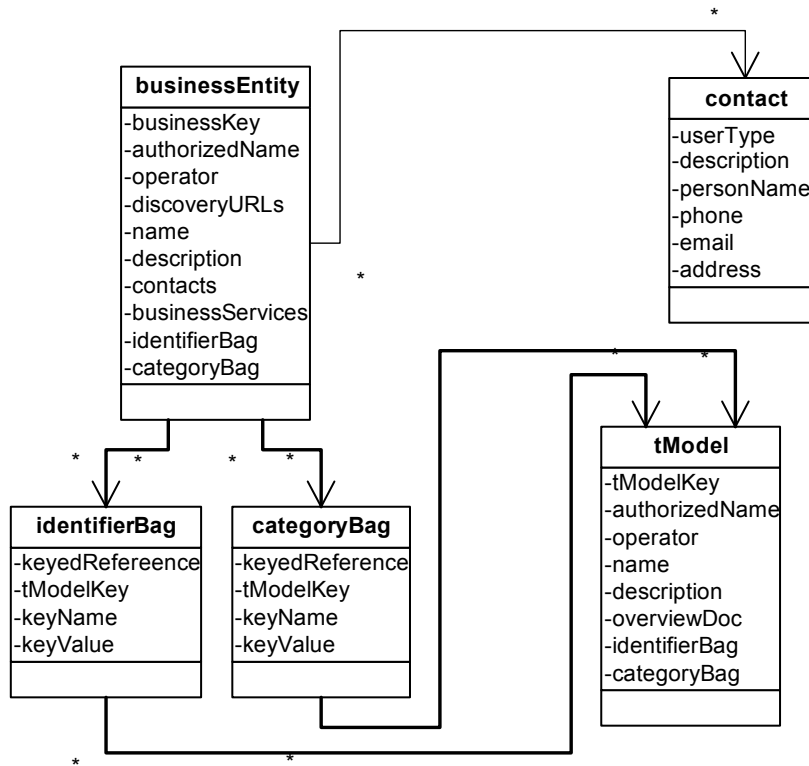 *
businessEntity
-businessKey
-authorizedName
-operator
-discoveryURLs
-name
-description
-contacts
-businessServices
-identifierBag
-categoryBag
contact
-userType
-description
-personName
-phone
-email
-address
*
*
*
*
*
*
*
identifierBag
-keyedRefereence
-tModelKey
-keyName
-keyValue
categoryBag
-keyedReference
-tModelKey
-keyName
-keyValue
tModel
-tModelKey
-authorizedName
-operator
-name
-description
-overviewDoc
-identifierBag
-categoryBag
*
*